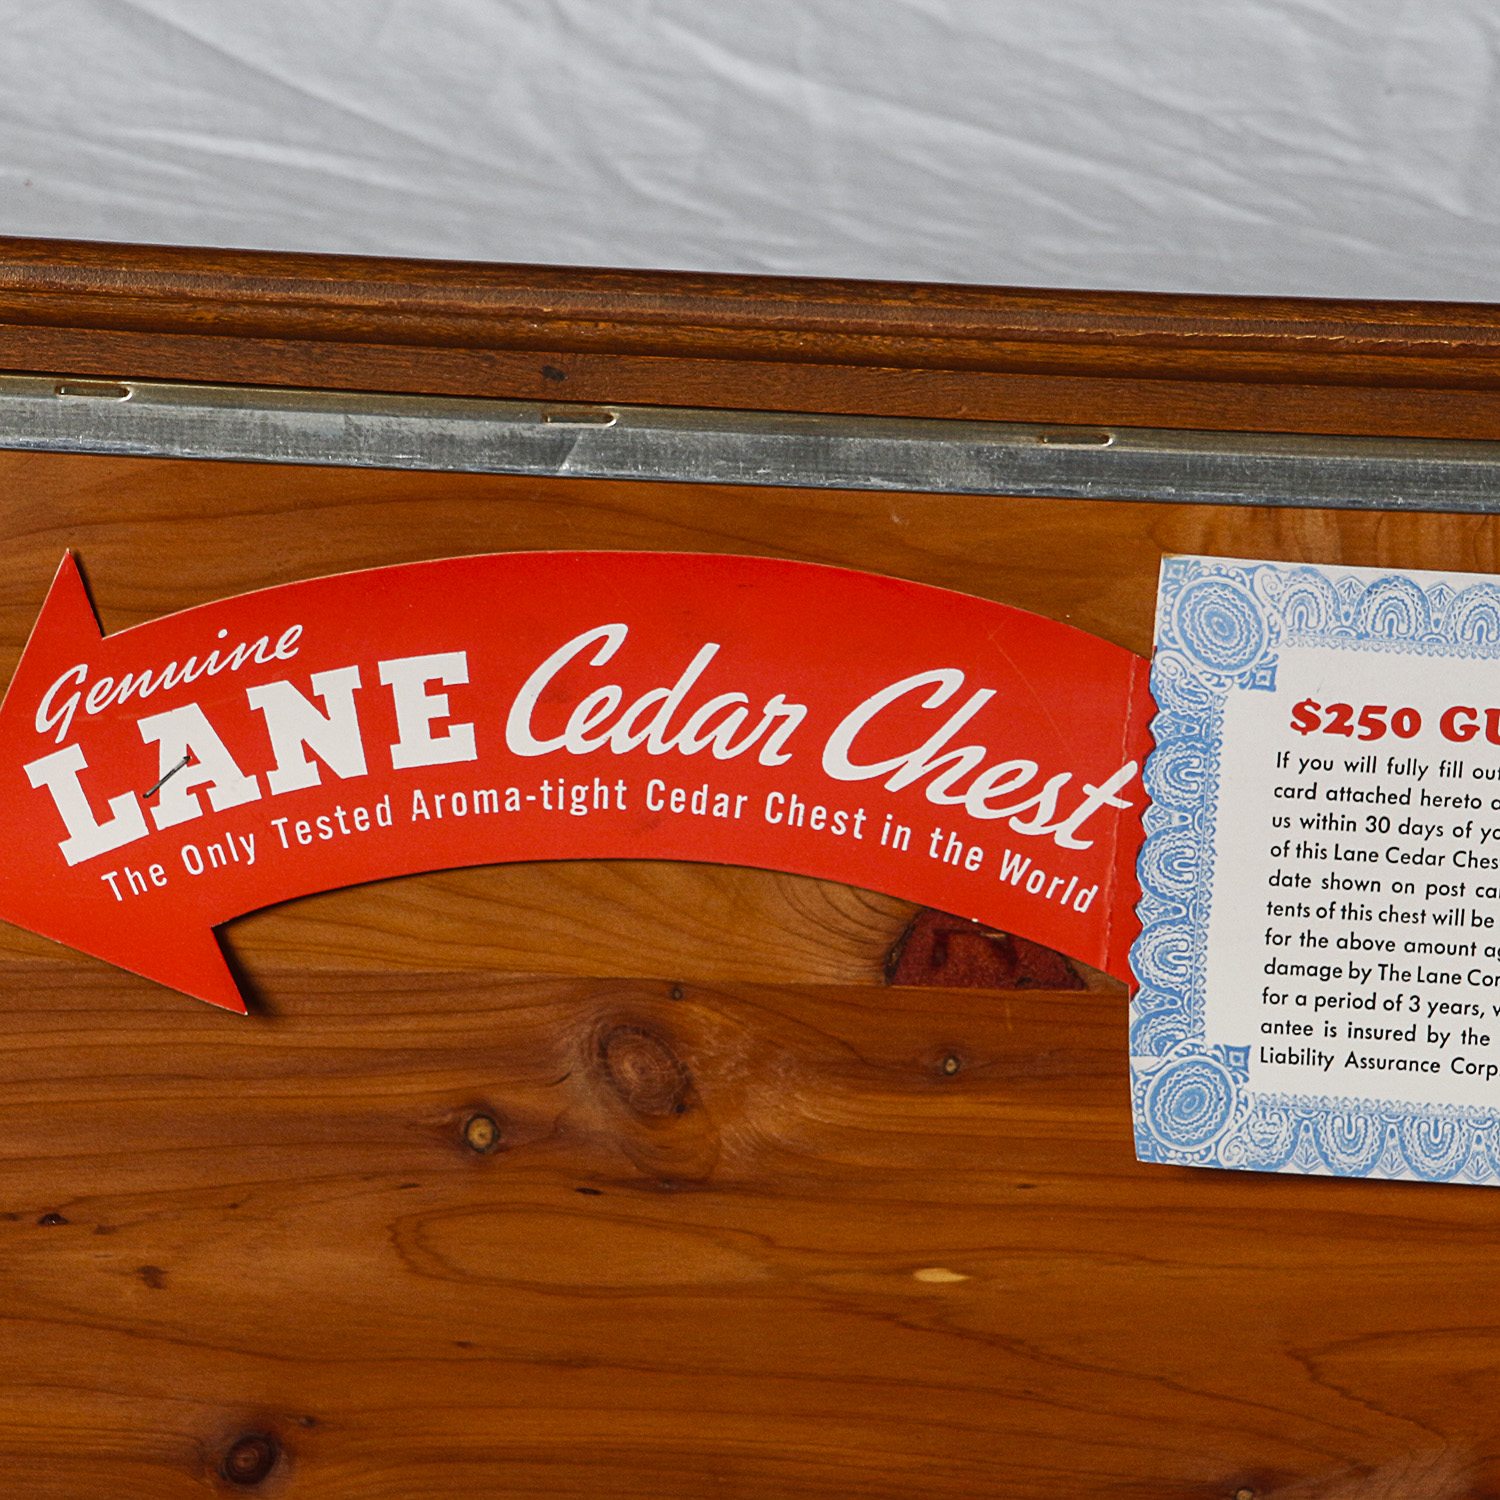 Genuine
LANE Cedar Chest
The Only Tested Aroma-tight Cedar Chest in the World
$250
If you will fully fill
card attached hereto
us within 30 days of
of this Lane Cedar
date shown on post
tents of this chest will be
for the above amount
damage by The Lane
for a period of 3 years,
antee is insured by the
Liability Assurance Corp.